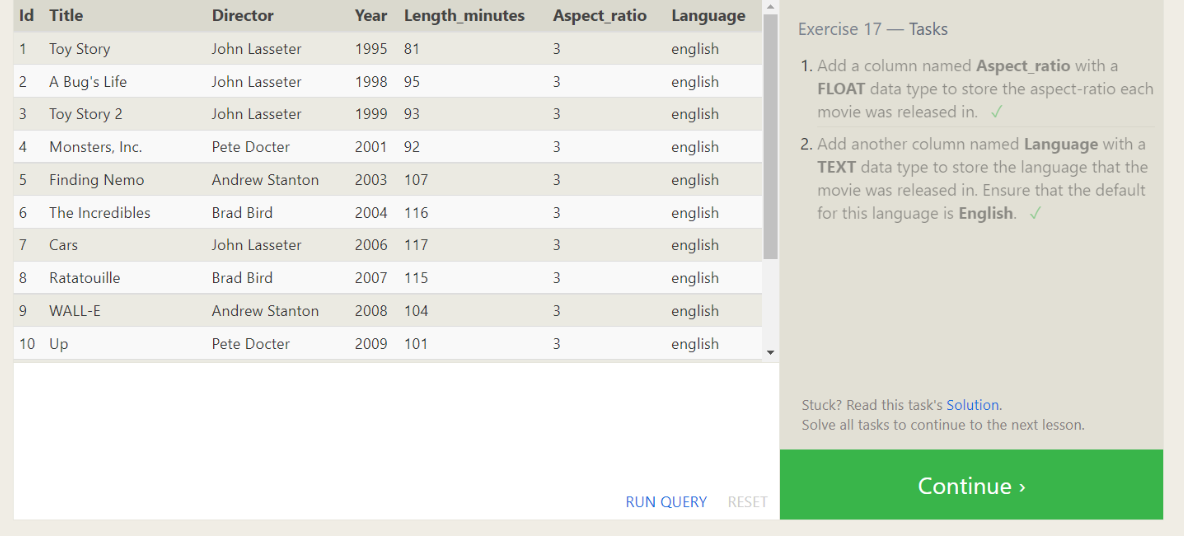 Id Title Director Year Length_minutes Aspect_ratio Language
1 Toy Story John Lasseter 1995 81 3 english
2 A Bug's Life John Lasseter 1998 95 3 english
3 Toy Story 2 John Lasseter 1999 93 3 english
4 Monsters, Inc. Pete Docter 2001 92 3 english
5 Finding Nemo Andrew Stanton 2003 107 3 english
6 The Incredibles Brad Bird 2004 116 3 english
7 Cars John Lasseter 2006 117 3 english
8 Ratatouille Brad Bird 2007 115 3 english
9 WALL-E Andrew Stanton 2008 104 3 english
10 Up Pete Docter 2009 101 3 english
RUN QUERY RESET
Exercise 17 — Tasks
1. Add a column named Aspect_ratio with a
FLOAT data type to store the aspect-ratio each
movie was released in. ✓
2. Add another column named Language with a
TEXT data type to store the language that the
movie was released in. Ensure that the default
for this language is English. ✓
Stuck? Read this task's Solution.
Solve all tasks to continue to the next lesson.
Continue ›